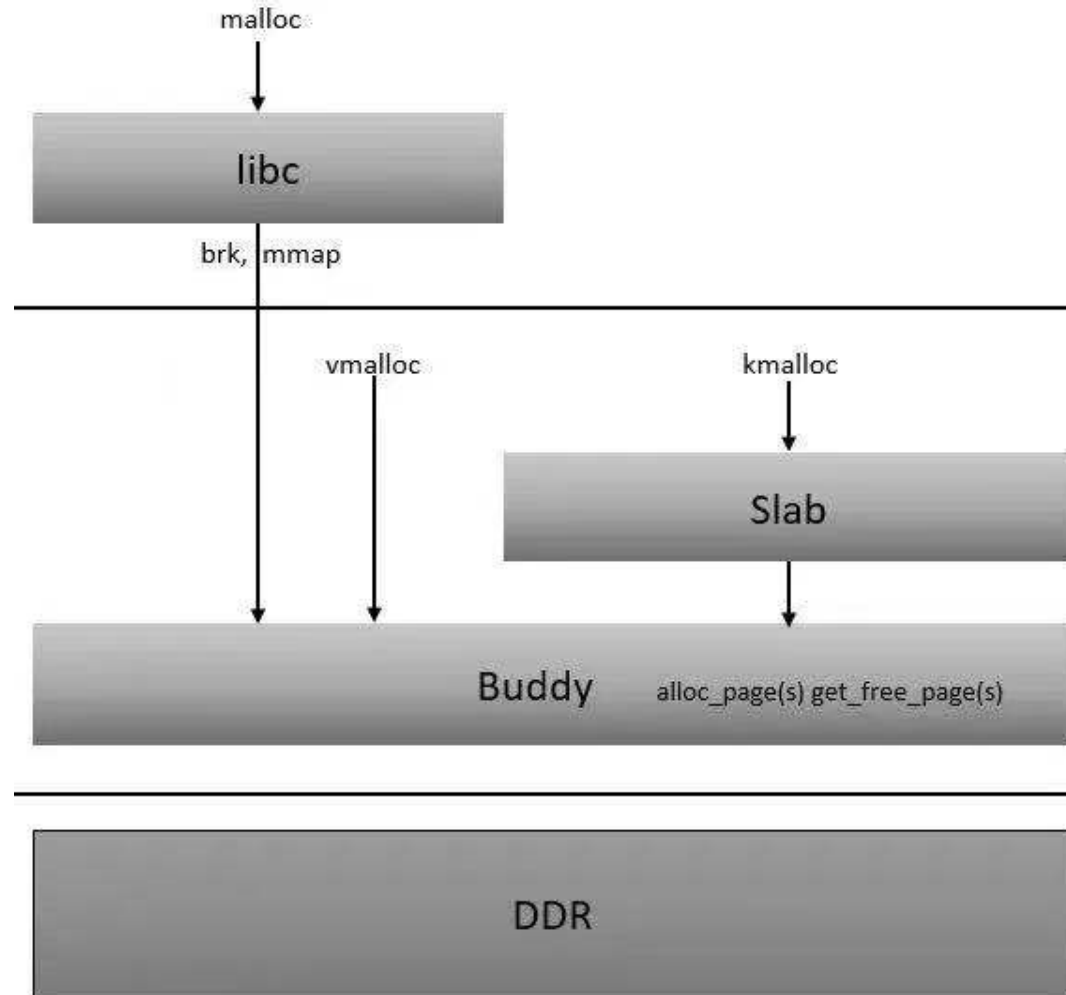 malloc
libc
brk, mmap
vmalloc
kmalloc
Slab
Buddy alloc_page(s) get_free_page(s)
DDR